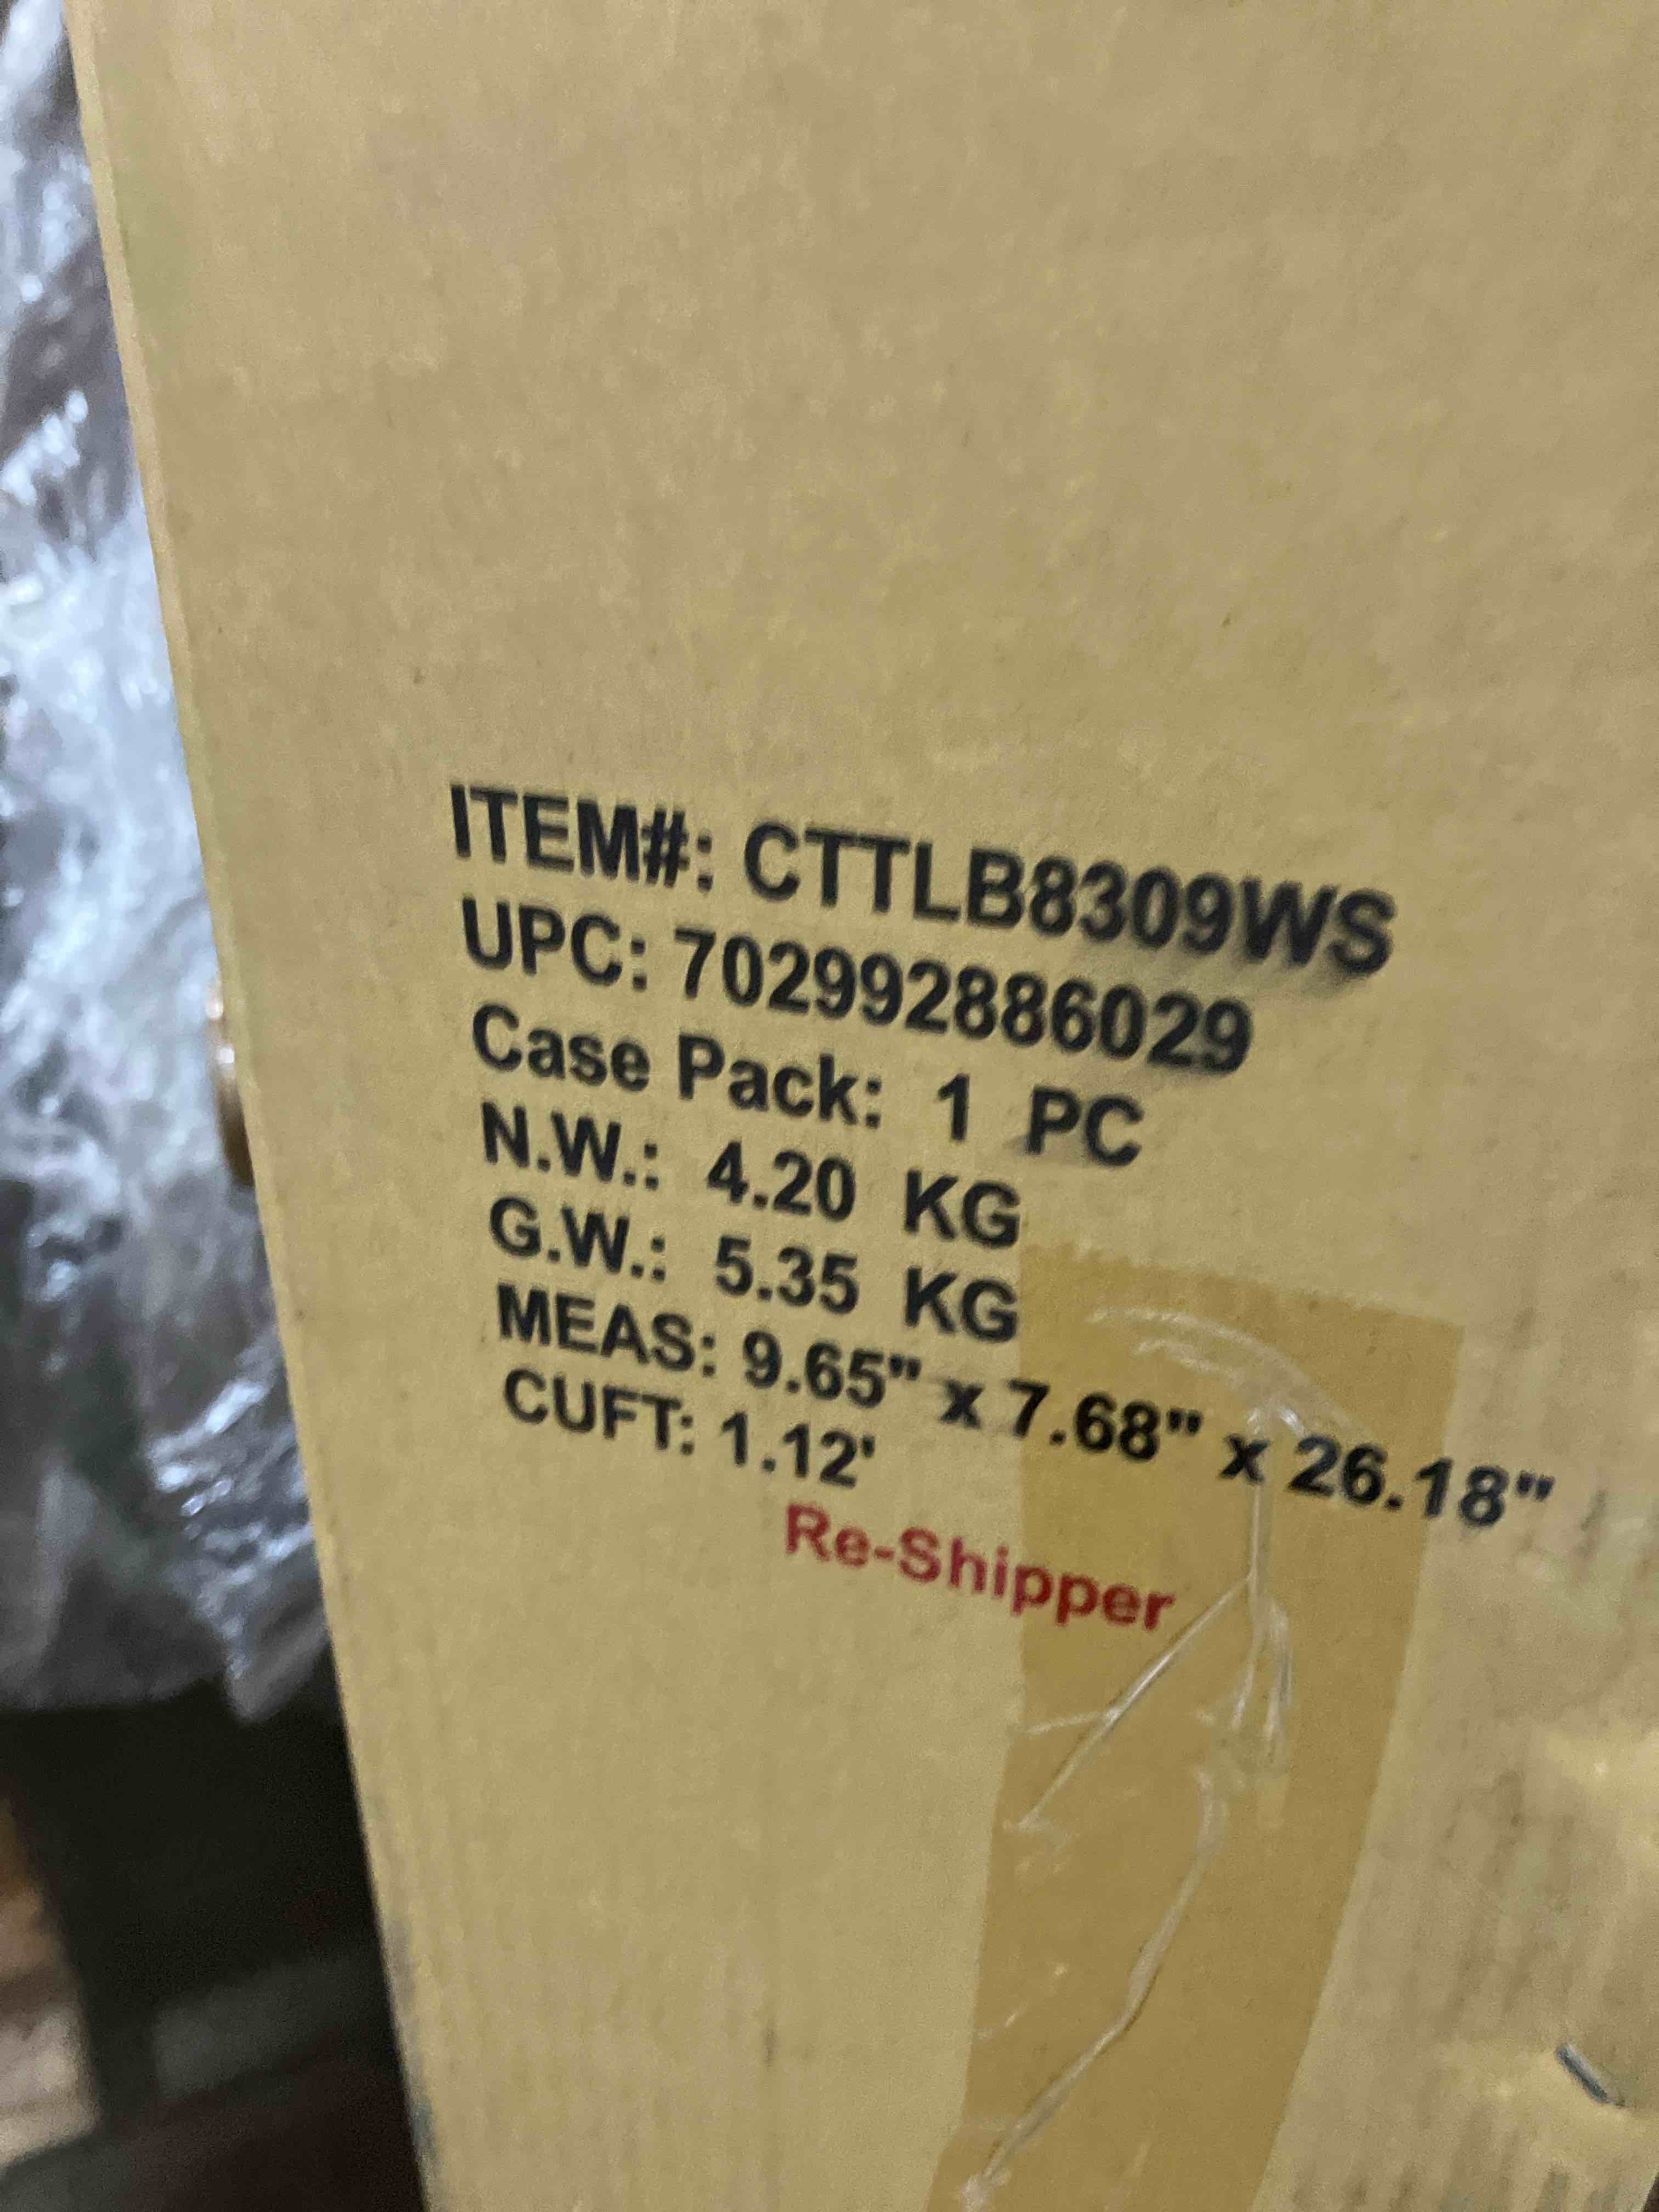 ITEM#: CTTLB8309WS
UPC: 702992886029
Case Pack: 1 PC
N.W.: 4.20 KG
G.W.: 5.35 KG
MEAS: 9.65" x 7.68" x 26.18"
CUFT: 1.12'
Re-Shipper